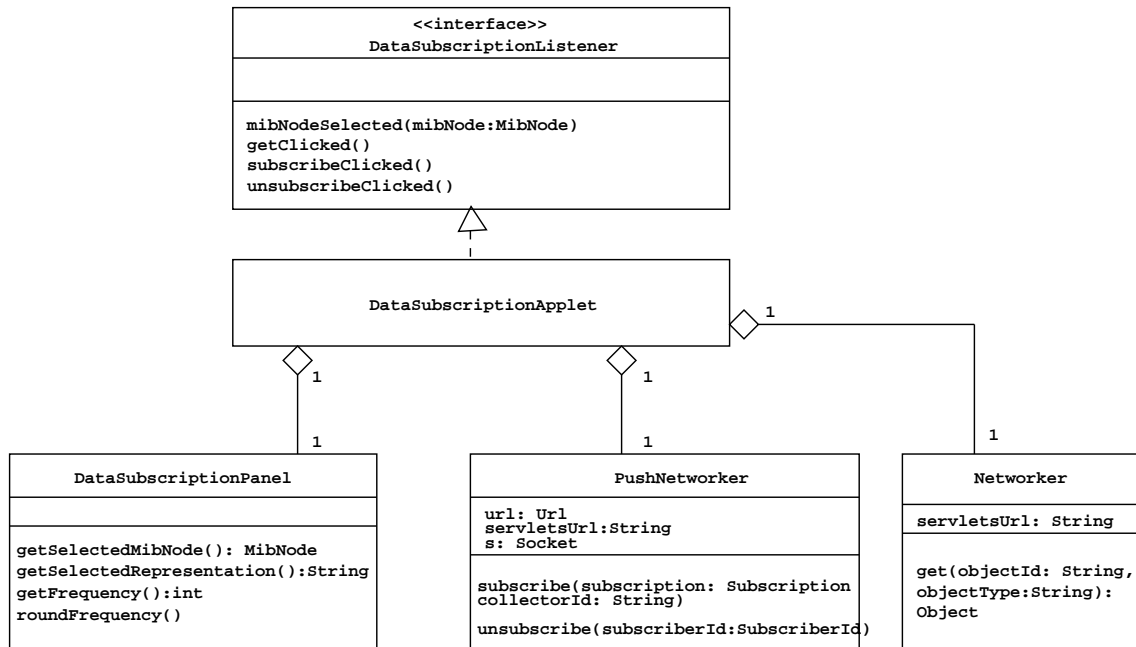 <<interface>>
DataSubscriptionListener
mibNodeSelected(mibNode:MibNode)
getClicked()
subscribeClicked()
unsubscribeClicked()
DataSubscriptionApplet
1
1
1
1
1
1
DataSubscriptionPanel
getSelectedMibNode(): MibNode
getSelectedRepresentation():String
getFrequency():int
roundFrequency()
PushNetworker
url: Url
servletsUrl:String
s: Socket
subscribe(subscription: Subscription
collectorId: String)
unsubscribe(subscriberId:SubscriberId)
Networker
servletsUrl: String
get(objectId: String,
objectType:String):
Object